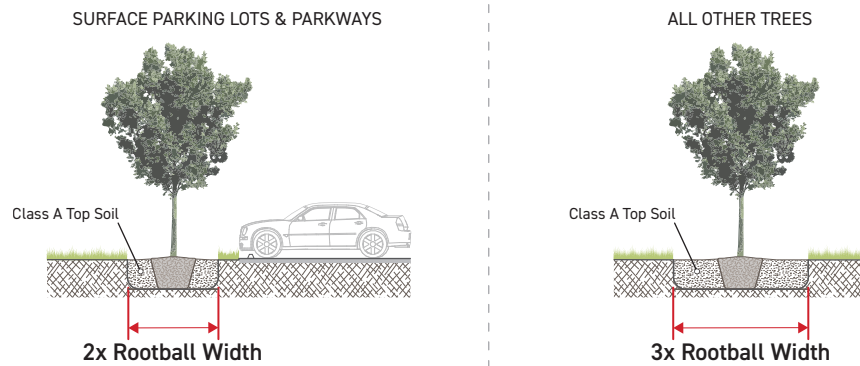 SURFACE PARKING LOTS & PARKWAYS
Class A Top Soil
2x Rootball Width
ALL OTHER TREES
Class A Top Soil
3x Rootball Width